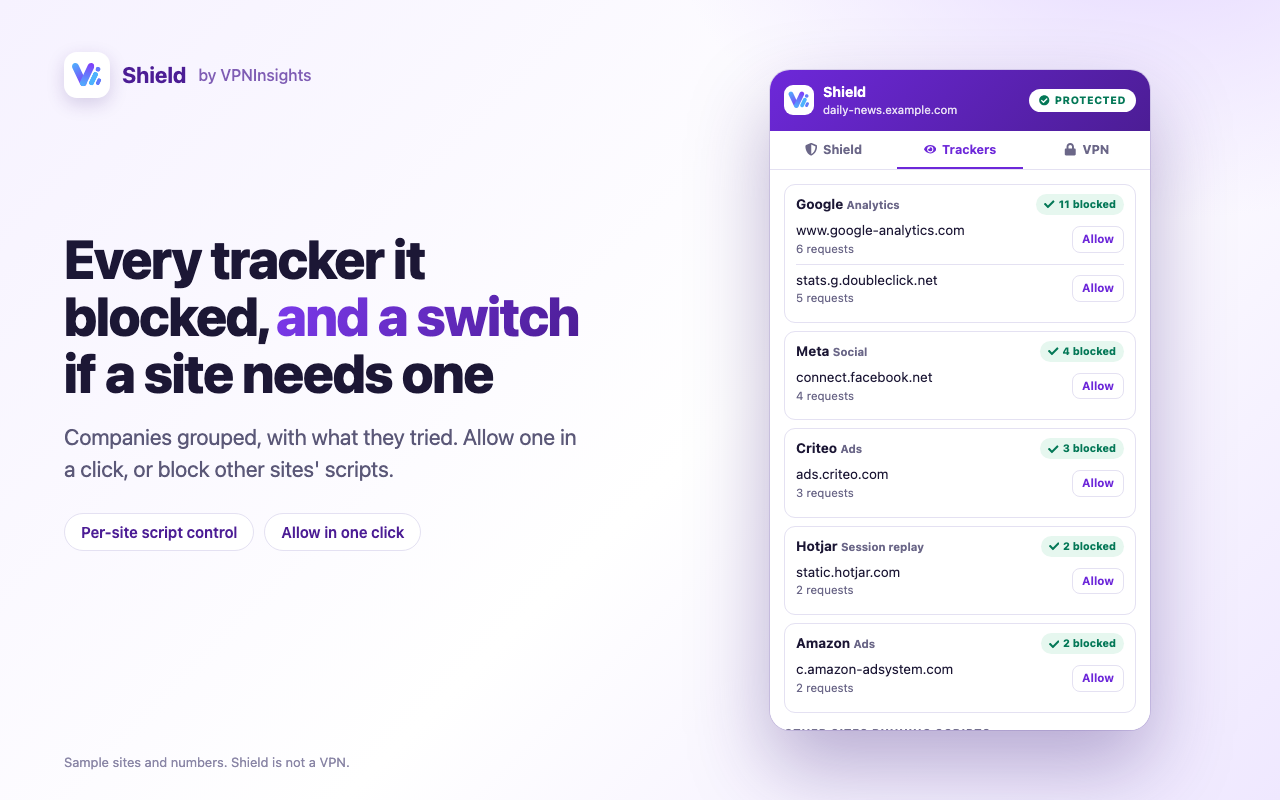 Shield by VPNInsights
Every tracker it
blocked, and a switch
if a site needs one
Companies grouped, with what they tried. Allow one in
a click, or block other sites' scripts.
Per-site script control
Allow in one click
Sample sites and numbers. Shield is not a VPN.
Shield
daily-news.example.com
PROTECTED
Shield
Trackers
VPN
Google Analytics
11 blocked
www.google-analytics.com
6 requests
Allow
stats.g.doubleclick.net
5 requests
Allow
Meta Social
4 blocked
connect.facebook.net
4 requests
Allow
Criteo Ads
3 blocked
ads.criteo.com
3 requests
Allow
Hotjar Session replay
2 blocked
static.hotjar.com
2 requests
Allow
Amazon Ads
2 blocked
c.amazon-adsystem.com
2 requests
Allow